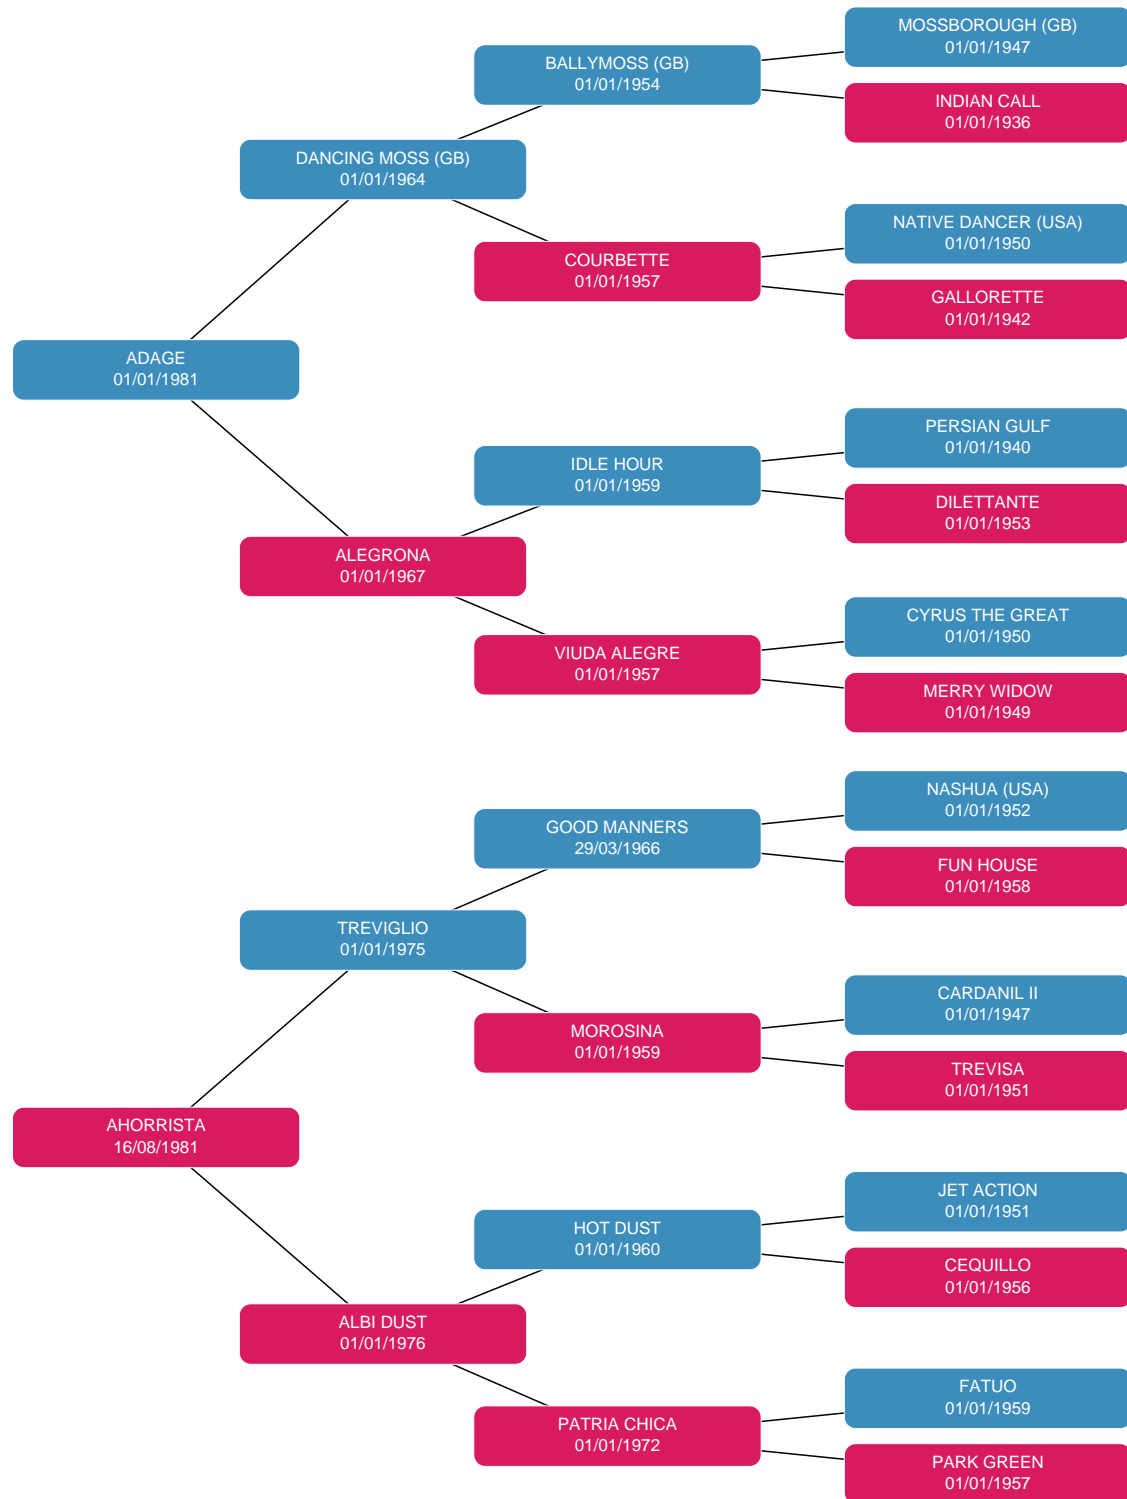 MOSSBOROUGH (GB)
01/01/1947
BALLYMOSS (GB)
01/01/1954
INDIAN CALL
01/01/1936
DANCING MOSS (GB)
01/01/1964
NATIVE DANCER (USA)
01/01/1950
COURBETTE
01/01/1957
GALLORETTE
01/01/1942
ADAGE
01/01/1981
PERSIAN GULF
01/01/1940
IDLE HOUR
01/01/1959
DILETTANTE
01/01/1953
ALEGRONA
01/01/1967
CYRUS THE GREAT
01/01/1950
VIUDA ALEGRE
01/01/1957
MERRY WIDOW
01/01/1949
NASHUA (USA)
01/01/1952
GOOD MANNERS
29/03/1966
FUN HOUSE
01/01/1958
TREVIGLIO
01/01/1975
CARDANIL II
01/01/1947
MOROSINA
01/01/1959
TREVISA
01/01/1951
AHORRISTA
16/08/1981
JET ACTION
01/01/1951
HOT DUST
01/01/1960
CEQUILLO
01/01/1956
ALBI DUST
01/01/1976
FATUO
01/01/1959
PATRIA CHICA
01/01/1972
PARK GREEN
01/01/1957